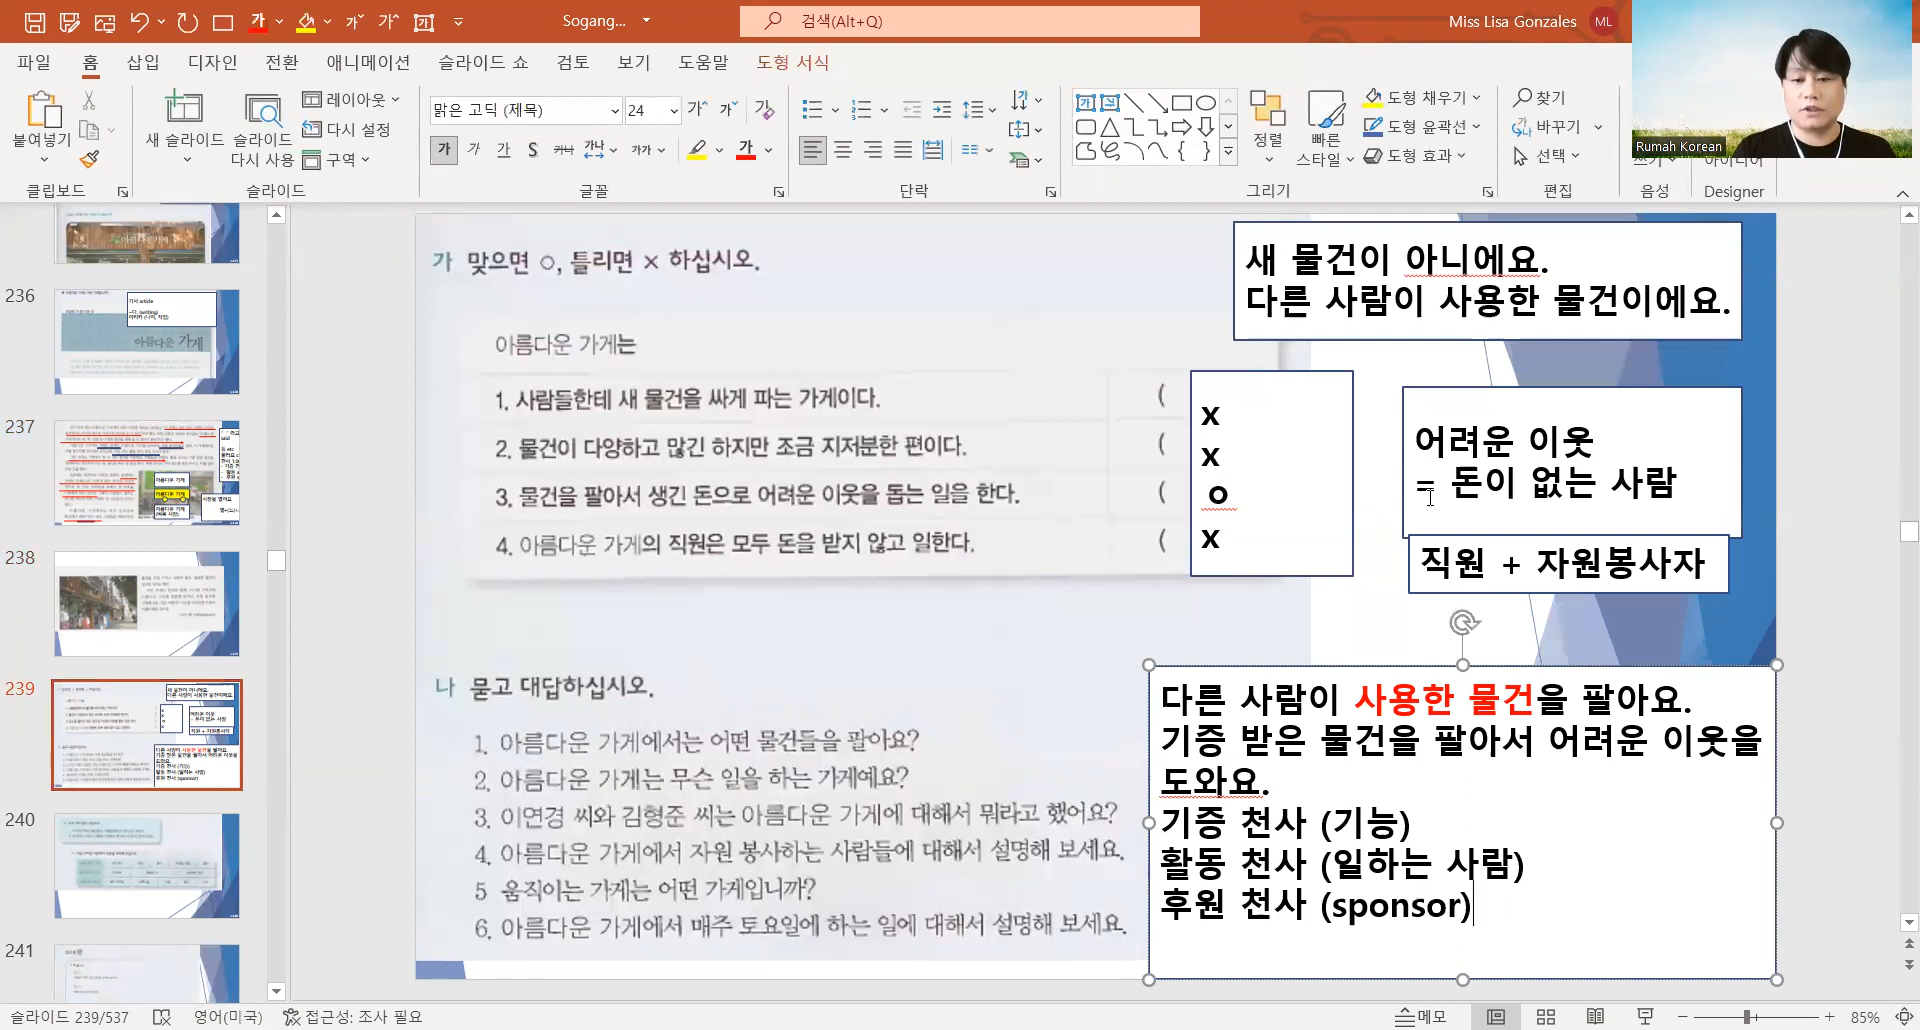 Sogang...
검색(Alt+Q)
Miss Lisa Gonzales
ML
파일 홈 삽입 디자인 전환 애니메이션 슬라이드 쇼 검토 보기 도움말 도형 서식
붙여넣기
클립보드
새 슬라이드
슬라이드 다시 사용
레이아웃
다시 설정
구역
슬라이드
맑은 고딕 (제목)
24
글꼴
단락
정렬
빠른 스타일
도형 채우기
도형 윤곽선
도형 효과
그리기
찾기
바꾸기
선택
편집
음성
Designer
Rumah Korean
236
237
238
239
240
241
가 맞으면 ○, 틀리면 × 하십시오.
아름다운 가게는
1. 사람들한테 새 물건을 싸게 파는 가게이다. (
2. 물건이 다양하고 많긴 하지만 조금 지저분한 편이다. (
3. 물건을 팔아서 생긴 돈으로 어려운 이웃을 돕는 일을 한다. (
4. 아름다운 가게의 직원은 모두 돈을 받지 않고 일한다. (
x
x
o
x
새 물건이 아니에요.
다른 사람이 사용한 물건이에요.
어려운 이웃
= 돈이 없는 사람
직원 + 자원봉사자
나 묻고 대답하십시오.
1. 아름다운 가게에서는 어떤 물건들을 팔아요?
2. 아름다운 가게는 무슨 일을 하는 가게예요?
3. 이연경 씨와 김형준 씨는 아름다운 가게에 대해서 뭐라고 했어요?
4. 아름다운 가게에서 자원 봉사하는 사람들에 대해서 설명해 보세요.
5 움직이는 가게는 어떤 가게입니까?
6. 아름다운 가게에서 매주 토요일에 하는 일에 대해서 설명해 보세요.
다른 사람이 사용한 물건을 팔아요.
기증 받은 물건을 팔아서 어려운 이웃을
도와요.
기증 천사 (기능)
활동 천사 (일하는 사람)
후원 천사 (sponsor)
슬라이드 239/537
영어(미국)
접근성: 조사 필요
메모
85%